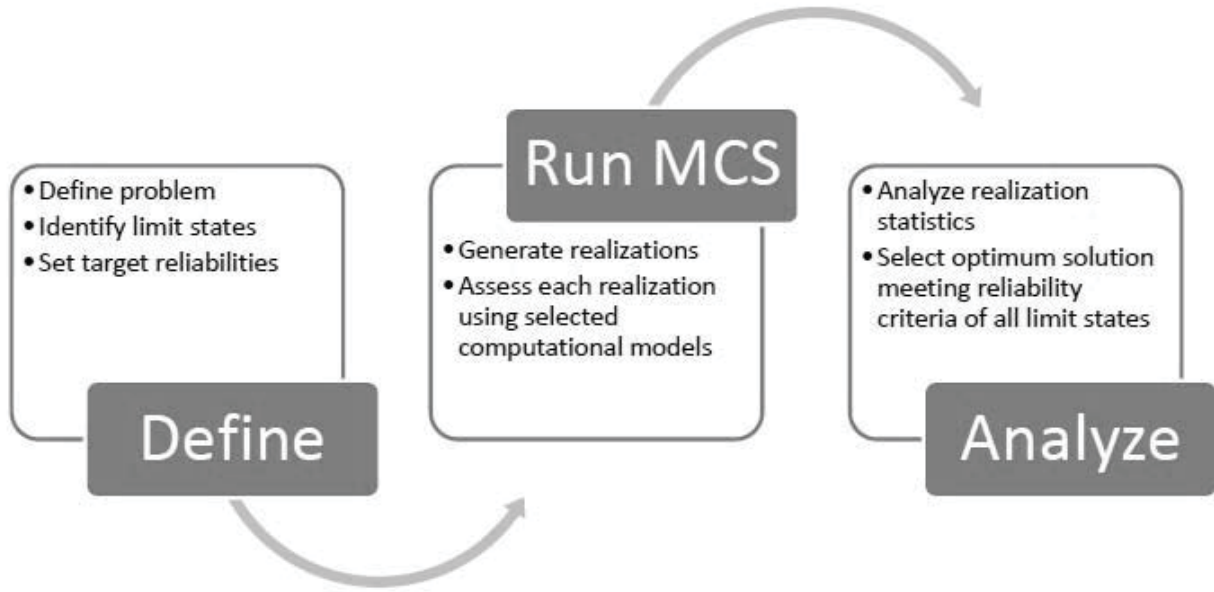 • Define problem
• Identify limit states
• Set target reliabilities
Define
Run MCS
• Generate realizations
• Assess each realization
using selected
computational models
• Analyze realization
statistics
• Select optimum solution
meeting reliability
criteria of all limit states
Analyze